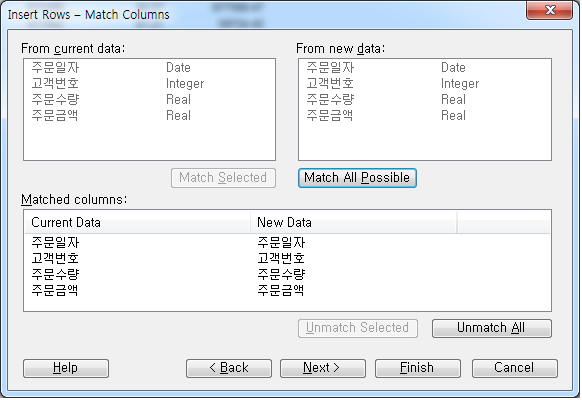 Insert Rows – Match Columns
From current data:
주문일자 Date
고객번호 Integer
주문수량 Real
주문금액 Real
Match Selected
From new data:
주문일자 Date
고객번호 Integer
주문수량 Real
주문금액 Real
Match All Possible
Matched columns:
Current Data New Data
주문일자 주문일자
고객번호 고객번호
주문수량 주문수량
주문금액 주문금액
Unmatch Selected Unmatch All
Help < Back Next > Finish Cancel